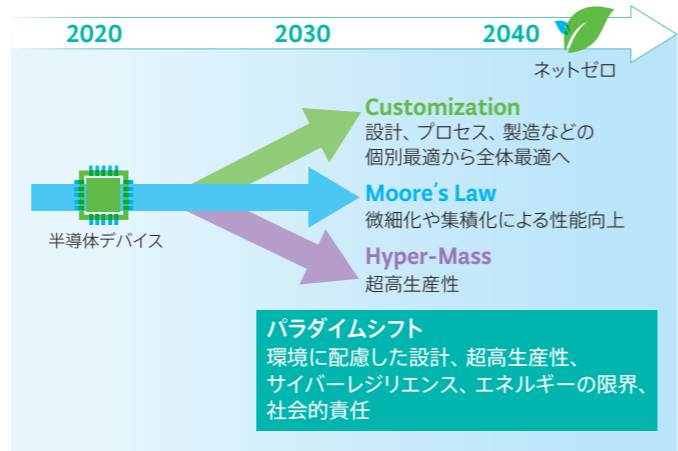 2020 2030 2040
ネットゼロ
Customization
設計、プロセス、製造などの
個別最適から全体最適へ
Moore’s Law
微細化や集積化による性能向上
半導体デバイス
Hyper-Mass
超高生産性
パラダイムシフト
環境に配慮した設計、超高生産性、
サイバーレジリエンス、エネルギーの限界、
社会的責任